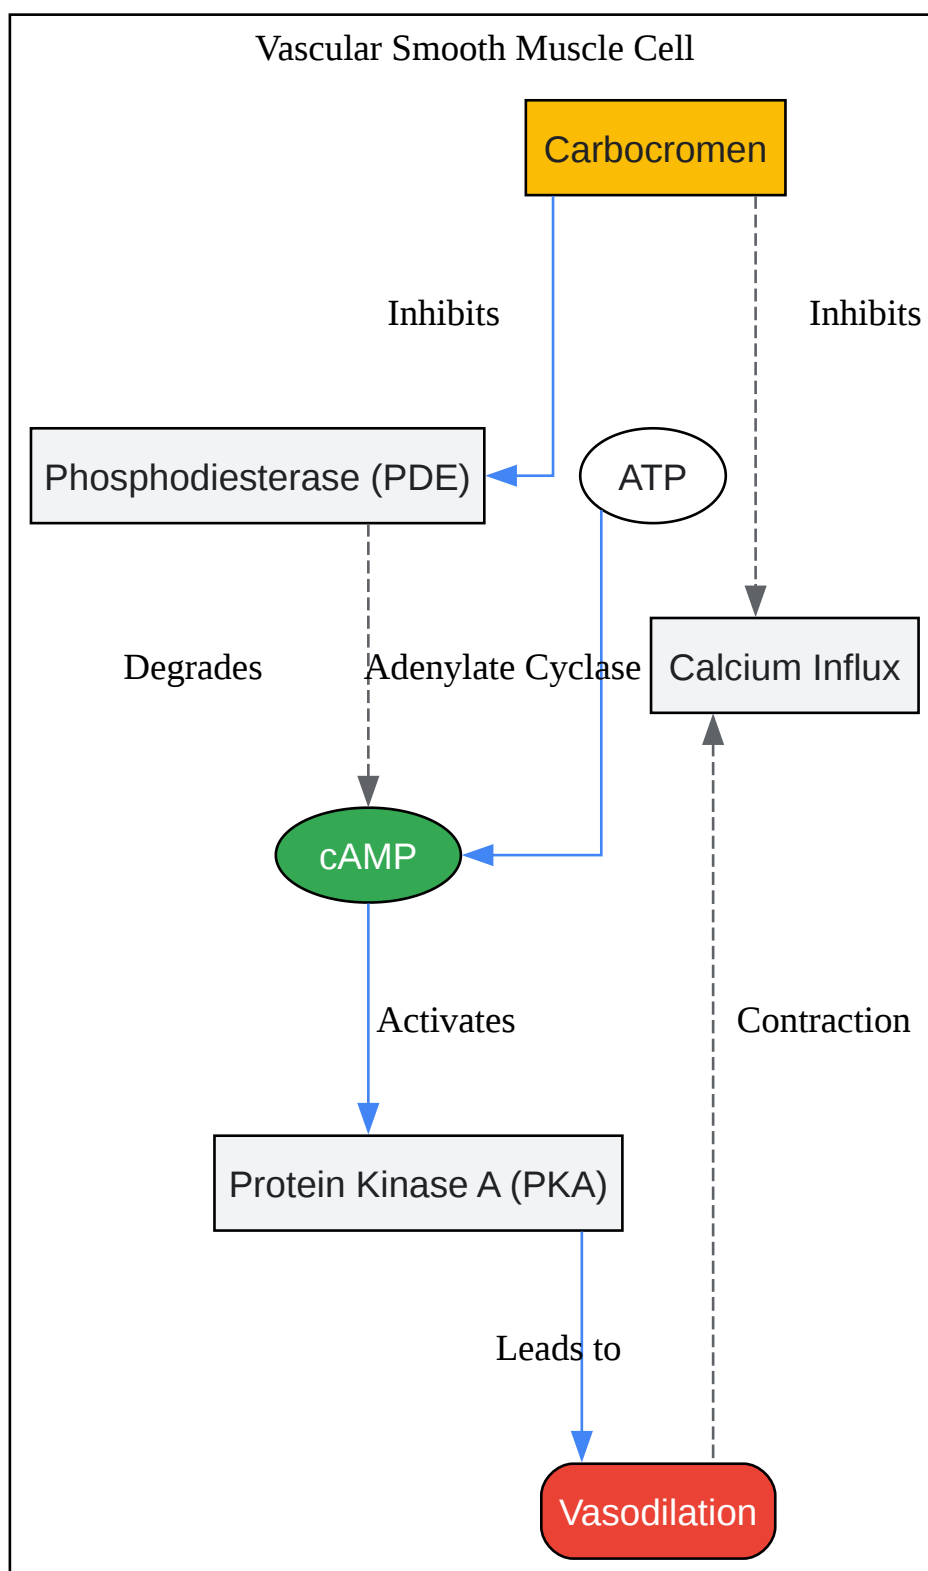 Vascular Smooth Muscle Cell
Carbocromen
Inhibits
Inhibits
Phosphodiesterase (PDE)
ATP
Degrades
Adenylate Cyclase
Calcium Influx
cAMP
Activates
Contraction
Protein Kinase A (PKA)
Leads to
Vasodilation